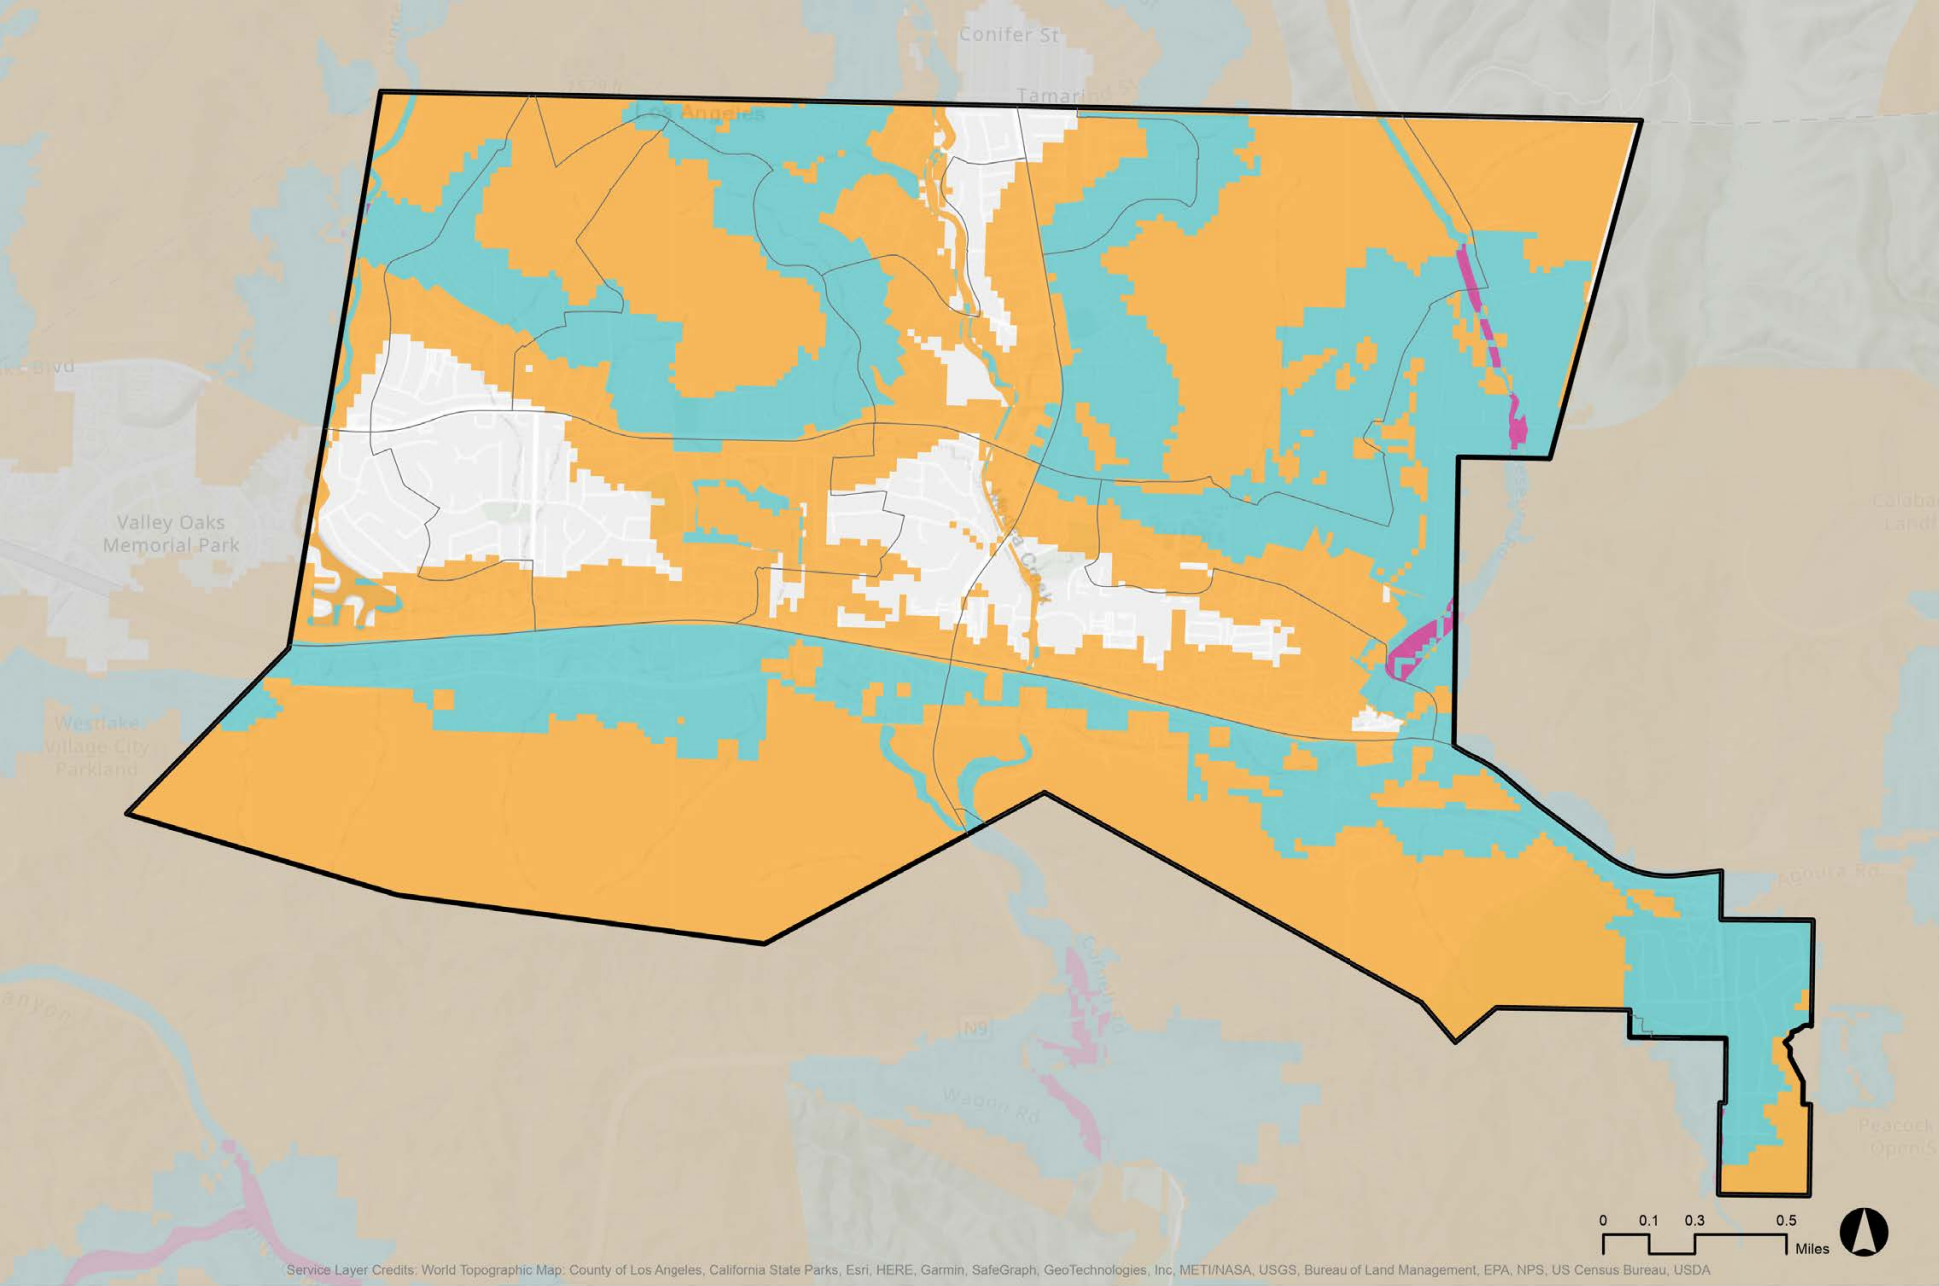 Conifer St
Tamarind St
Los Angeles
Valley Oaks
Memorial Park
Creek
Westlake
Village City
Parkland
Agoura Rd
N9
Wagon Rd
Peacock
0 0.1 0.3 0.5
Miles
Service Layer Credits: World Topographic Map: County of Los Angeles, California State Parks, Esri, HERE, Garmin, SafeGraph, GeoTechnologies, Inc, METI/NASA, USGS, Bureau of Land Management, EPA, NPS, US Census Bureau, USDA